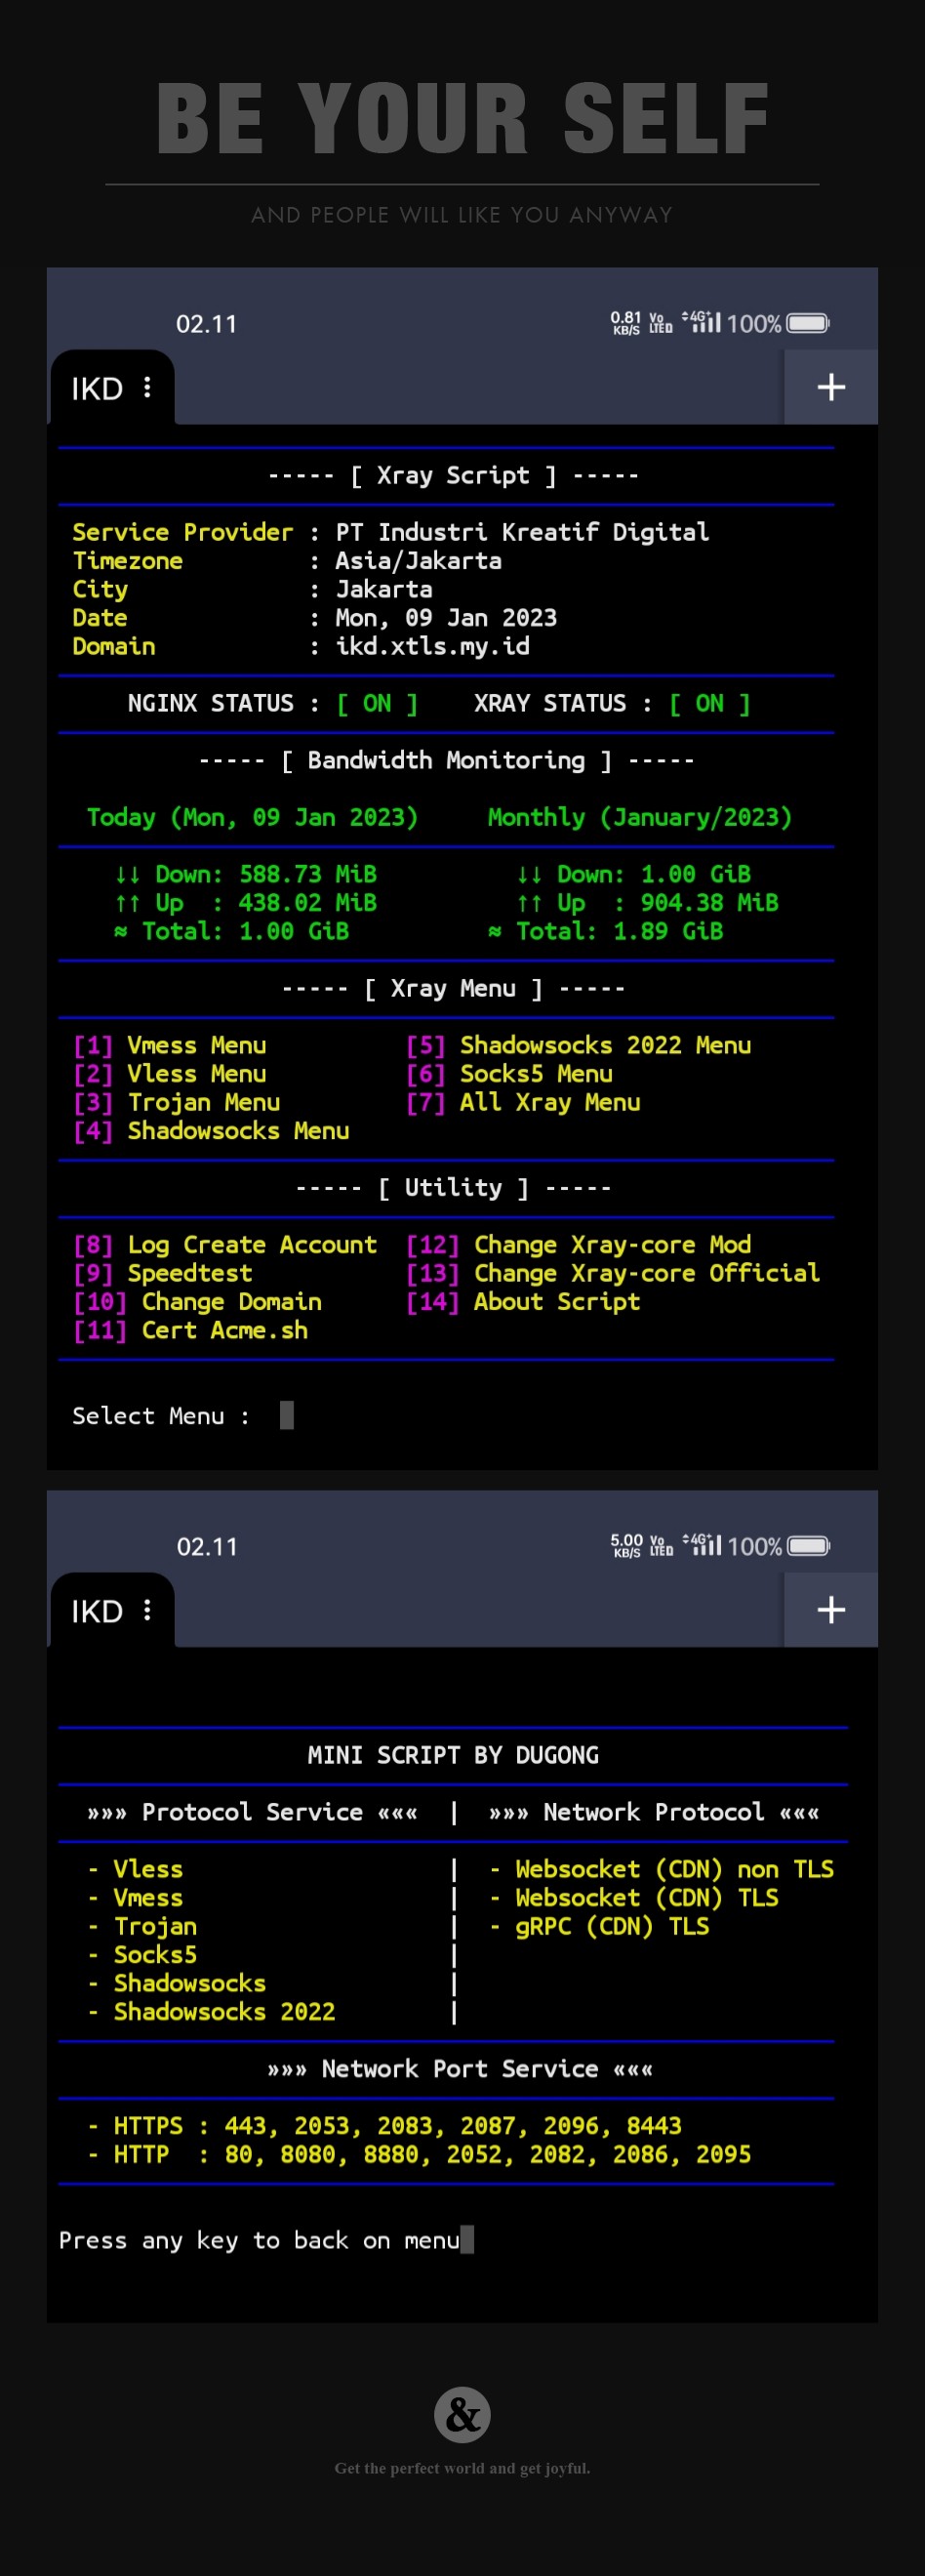 BE YOUR SELF
AND PEOPLE WILL LIKE YOU ANYWAY
02.11 0.81 KB/S Vo LTE 4G+ 100%
IKD
----- [ Xray Script ] -----
Service Provider : PT Industri Kreatif Digital
Timezone : Asia/Jakarta
City : Jakarta
Date : Mon, 09 Jan 2023
Domain : ikd.xtls.my.id
NGINX STATUS : [ ON ] XRAY STATUS : [ ON ]
----- [ Bandwidth Monitoring ] -----
Today (Mon, 09 Jan 2023) Monthly (January/2023)
↓↓ Down: 588.73 MiB ↓↓ Down: 1.00 GiB
↑↑ Up : 438.02 MiB ↑↑ Up : 904.38 MiB
≈ Total: 1.00 GiB ≈ Total: 1.89 GiB
----- [ Xray Menu ] -----
[1] Vmess Menu [5] Shadowsocks 2022 Menu
[2] Vless Menu [6] Socks5 Menu
[3] Trojan Menu [7] All Xray Menu
[4] Shadowsocks Menu
----- [ Utility ] -----
[8] Log Create Account [12] Change Xray-core Mod
[9] Speedtest [13] Change Xray-core Official
[10] Change Domain [14] About Script
[11] Cert Acme.sh
Select Menu :
02.11 5.00 KB/S Vo LTE 4G+ 100%
IKD
MINI SCRIPT BY DUGONG
»»» Protocol Service ««« | »»» Network Protocol «««
- Vless | - Websocket (CDN) non TLS
- Vmess | - Websocket (CDN) TLS
- Trojan | - gRPC (CDN) TLS
- Socks5 |
- Shadowsocks |
- Shadowsocks 2022 |
»»» Network Port Service «««
- HTTPS : 443, 2053, 2083, 2087, 2096, 8443
- HTTP : 80, 8080, 8880, 2052, 2082, 2086, 2095
Press any key to back on menu
&
Get the perfect world and get joyful.